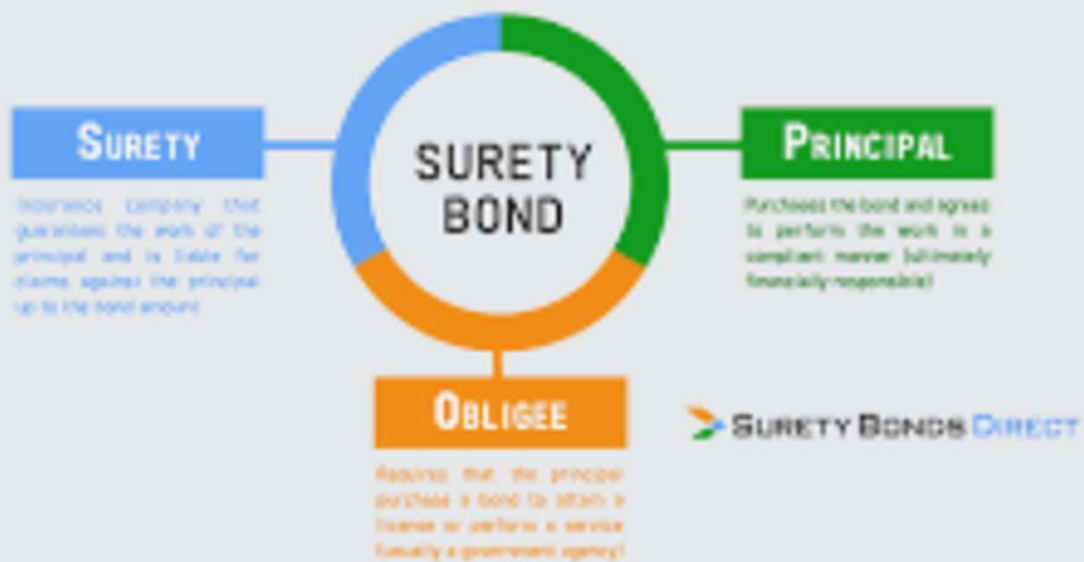 SURETY
BOND
SURETY
Insurance company that
guarantees the work of the
principal and is liable for
claims against the principal
up to the bond amount
PRINCIPAL
Purchases the bond and agrees
to perform the work in a
compliant manner (ultimately
financially responsible)
OBLIGEE
Requires that the principal
purchase a bond to attain a
license or perform a service
(usually a government agency)
SURETY BONDS DIRECT